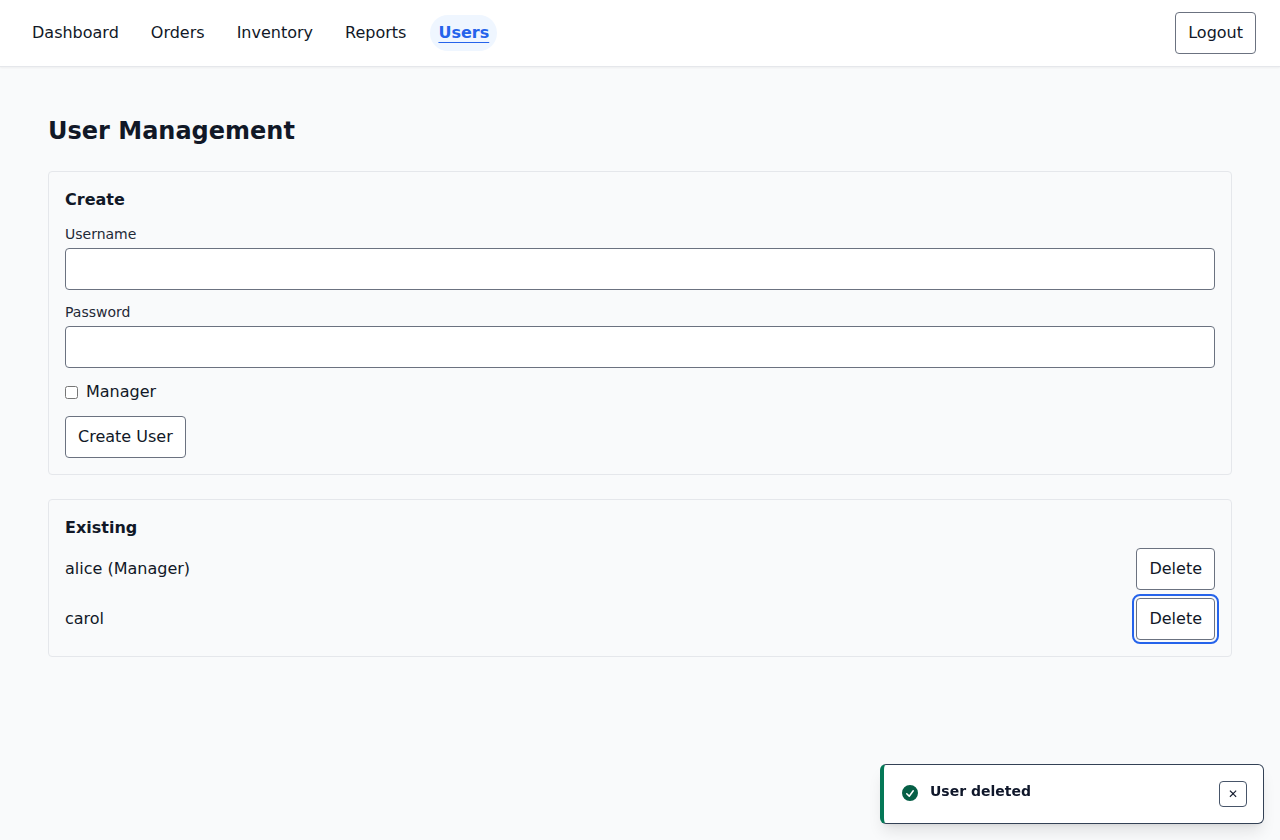 Dashboard Orders Inventory Reports Users Logout
User Management
Create
Username
Password
Manager
Create User
Existing
alice (Manager) Delete
carol Delete
User deleted ✕